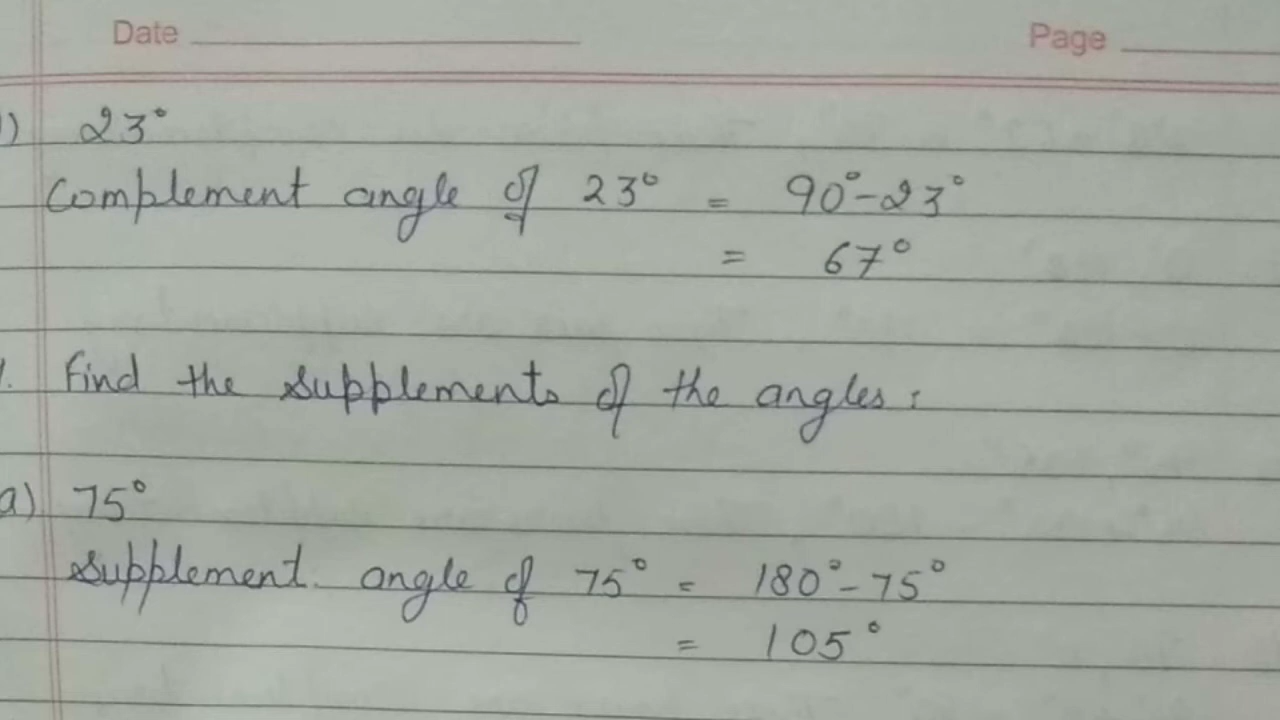 Date Page
) 23°
Complement angle of 23° = 90°-23°
= 67°
. Find the supplements of the angles:
a) 75°
Supplement angle of 75° = 180°-75°
= 105°